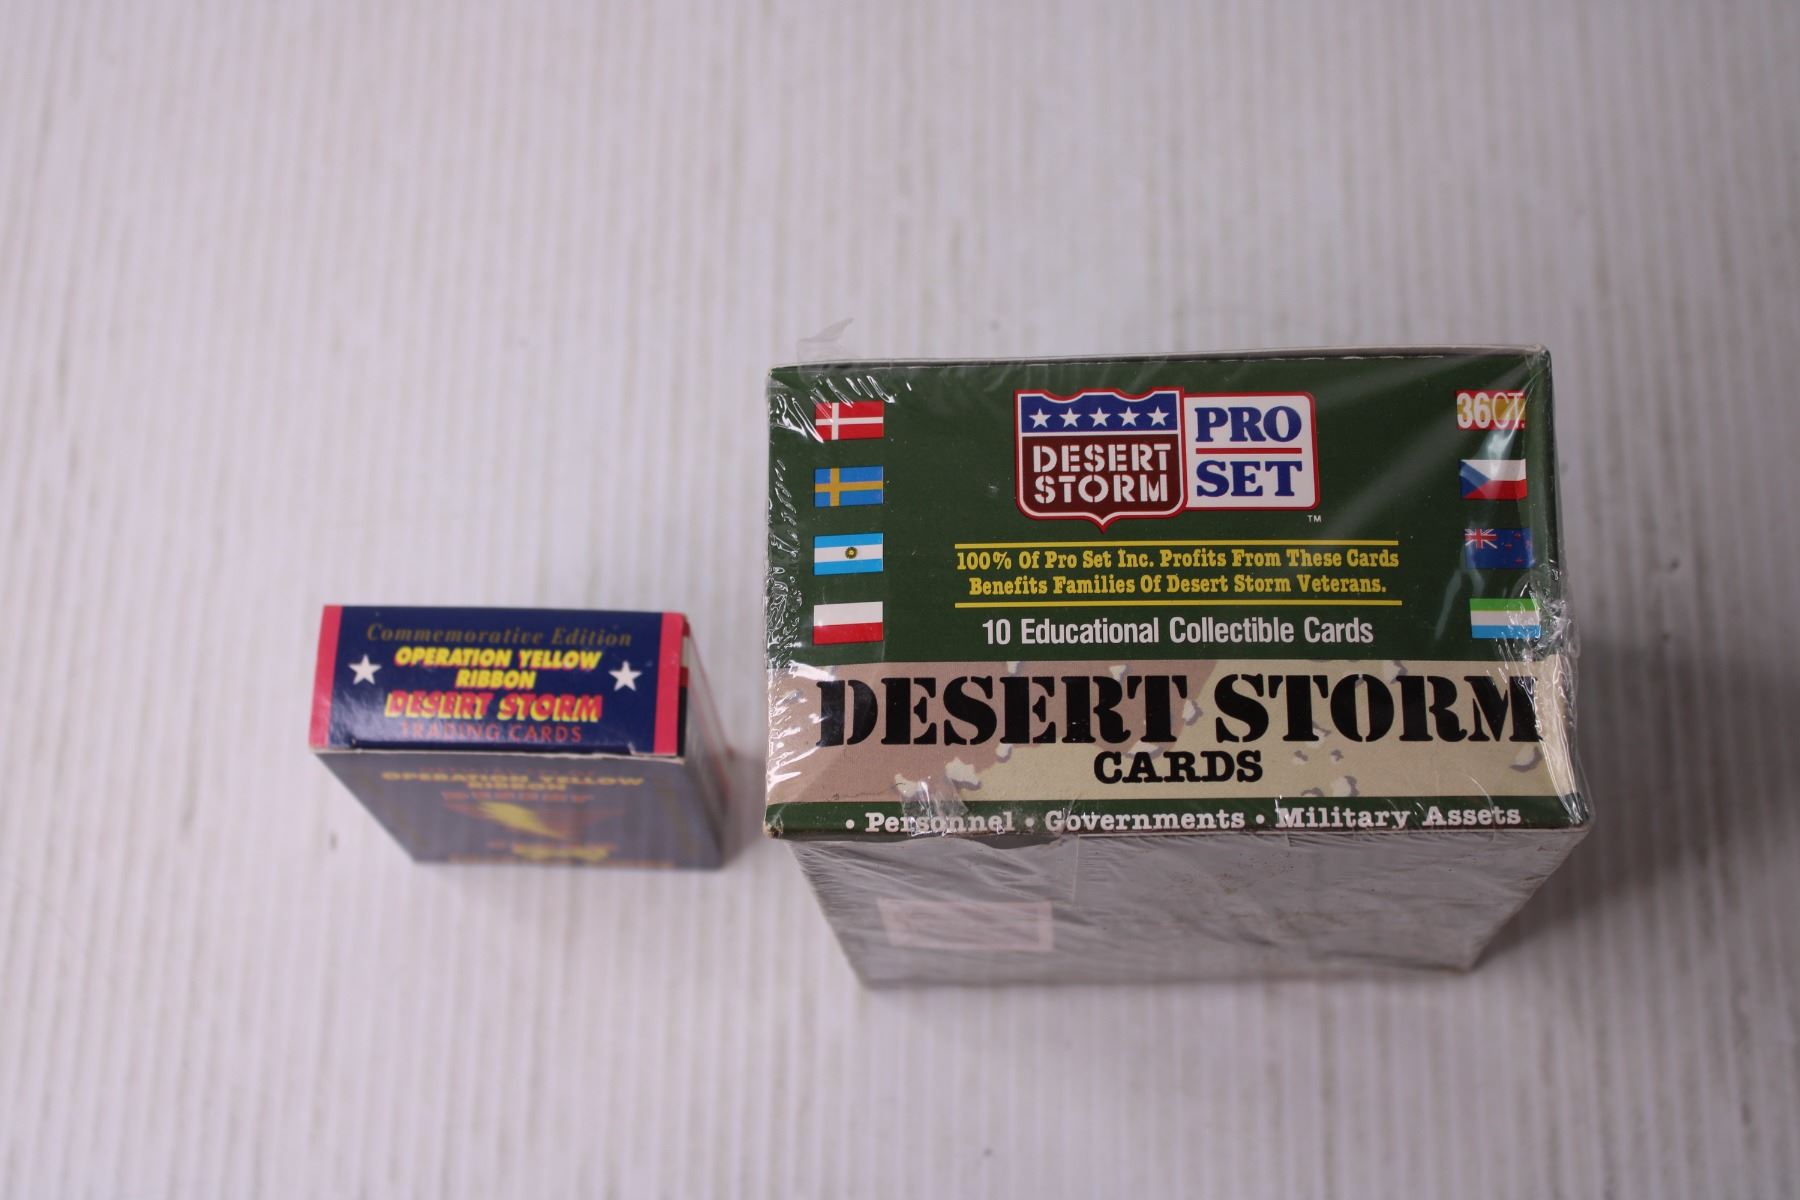 Commemorative Edition
OPERATION YELLOW
RIBBON
DESERT STORM
TRADING CARDS
OPERATION YELLOW
RIBBON
DESERT
STORM
PRO
SET
™
36CT.
100% Of Pro Set Inc. Profits From These Cards
Benefits Families Of Desert Storm Veterans.
10 Educational Collectible Cards
DESERT STORM
CARDS
• Personnel • Governments • Military Assets